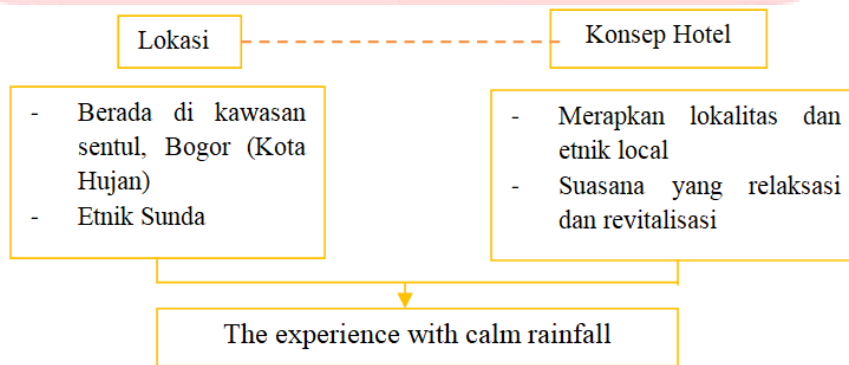 Lokasi
Konsep Hotel
- Berada di kawasan
sentul, Bogor (Kota
Hujan)
- Etnik Sunda
- Merapkan lokalitas dan
etnik local
- Suasana yang relaksasi
dan revitalisasi
The experience with calm rainfall